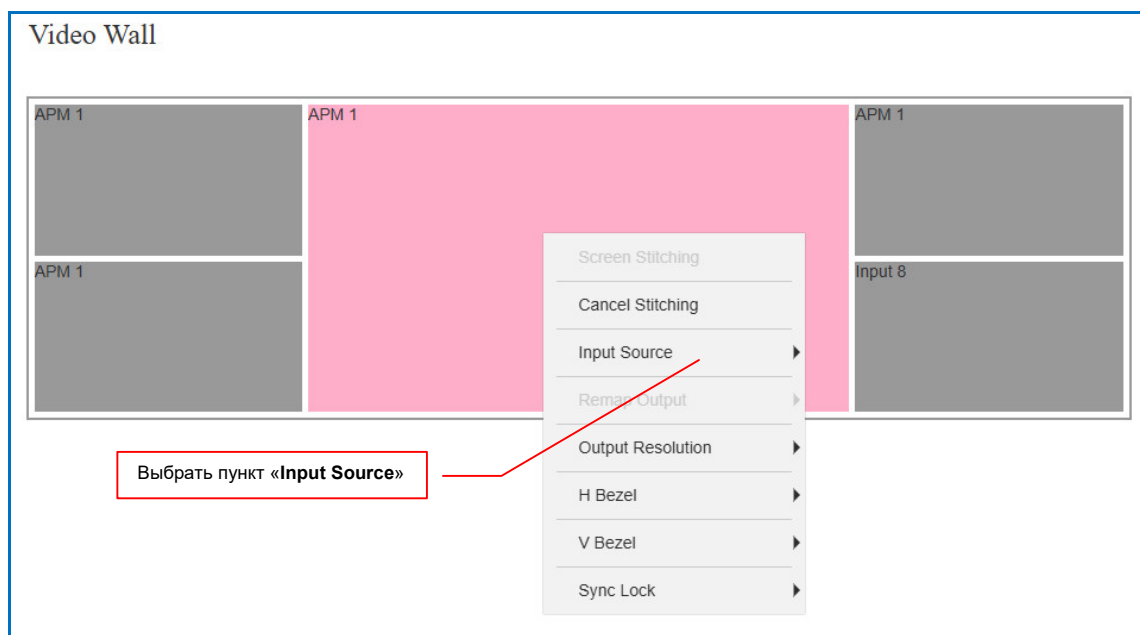 Video Wall
APM 1
APM 1
APM 1
APM 1
Input 8
Screen Stitching
Cancel Stitching
Input Source
Remap Output
Output Resolution
H Bezel
V Bezel
Sync Lock
Выбрать пункт «Input Source»